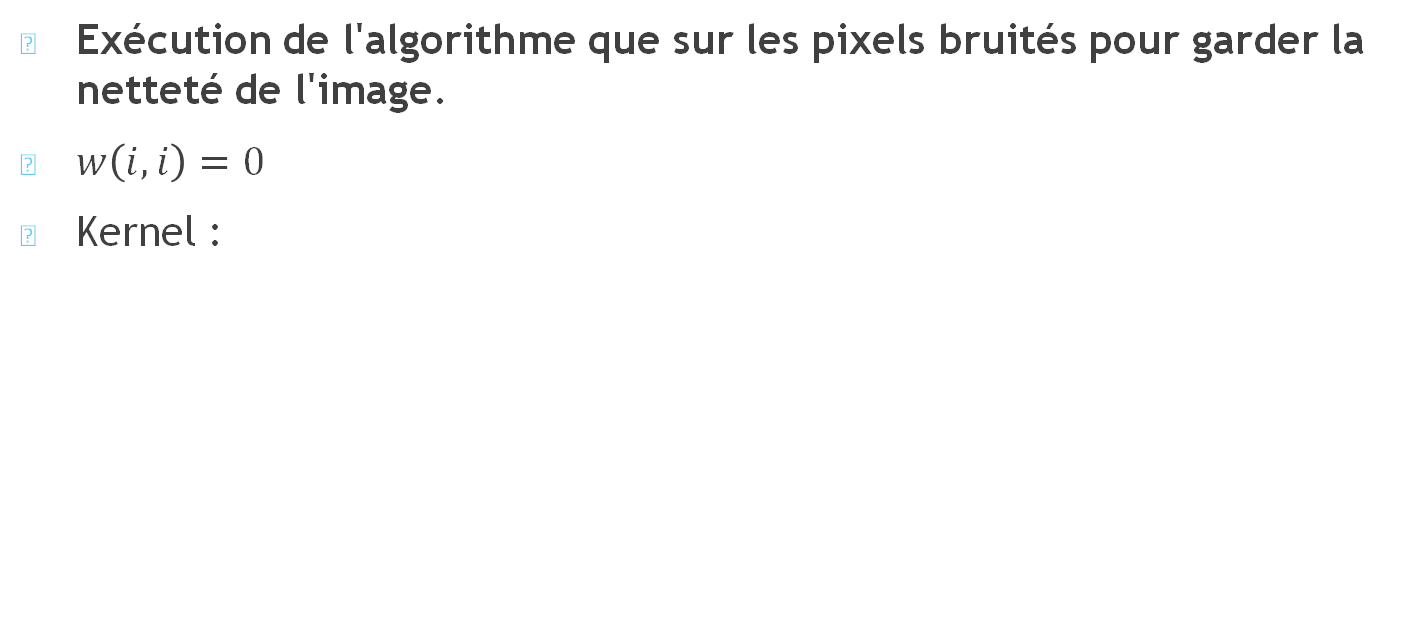 Exécution de l'algorithme que sur les pixels bruités pour garder la
netteté de l'image.
w(i, i) = 0
Kernel :